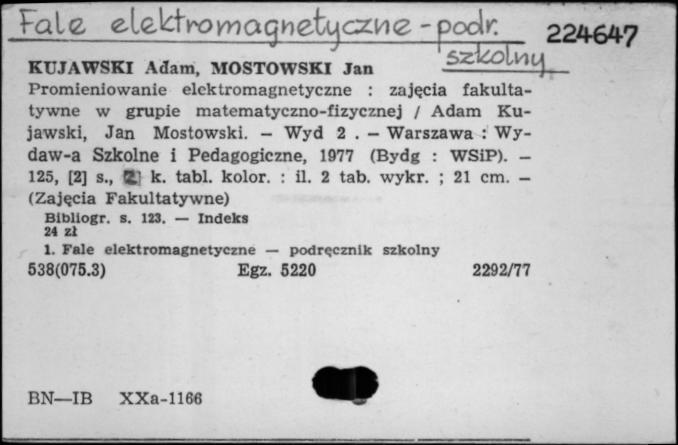 Fale elektromagnetyczne - podr.
szkolny
224647
KUJAWSKI Adam, MOSTOWSKI Jan
Promieniowanie elektromagnetyczne : zajęcia fakulta-
tywne w grupie matematyczno-fizycznej / Adam Ku-
jawski, Jan Mostowski. — Wyd 2 . — Warszawa : Wy-
daw-a Szkolne i Pedagogiczne, 1977 (Bydg : WSiP). —
125, [2] s., [2] k. tabl. kolor. : il. 2 tab. wykr. ; 21 cm. —
(Zajęcia Fakultatywne)
Bibliogr. s. 123. — Indeks
24 zł
1. Fale elektromagnetyczne — podręcznik szkolny
538(075.3) Egz. 5220 2292/77
BN—IB XXa-1166